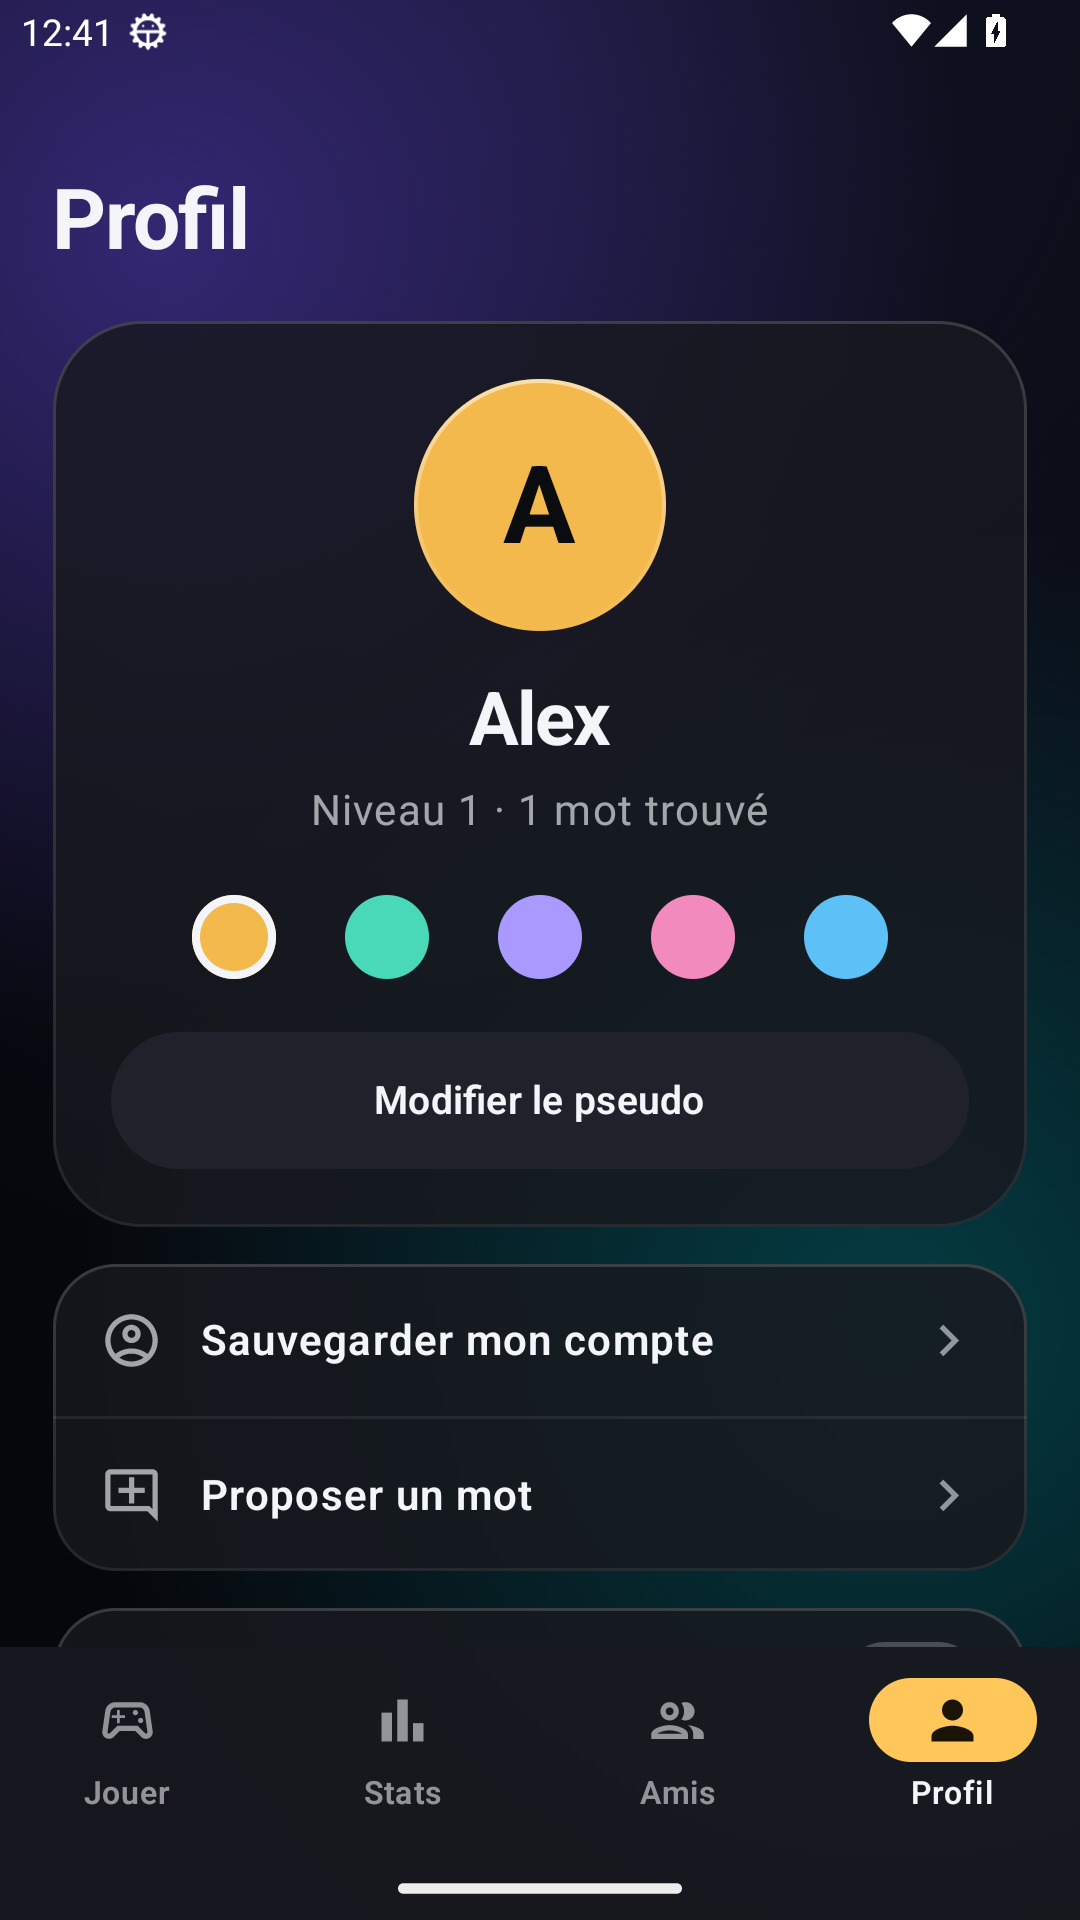 12:41
Profil
A
Alex
Niveau 1 · 1 mot trouvé
Modifier le pseudo
Sauvegarder mon compte
Proposer un mot
Jouer
Stats
Amis
Profil